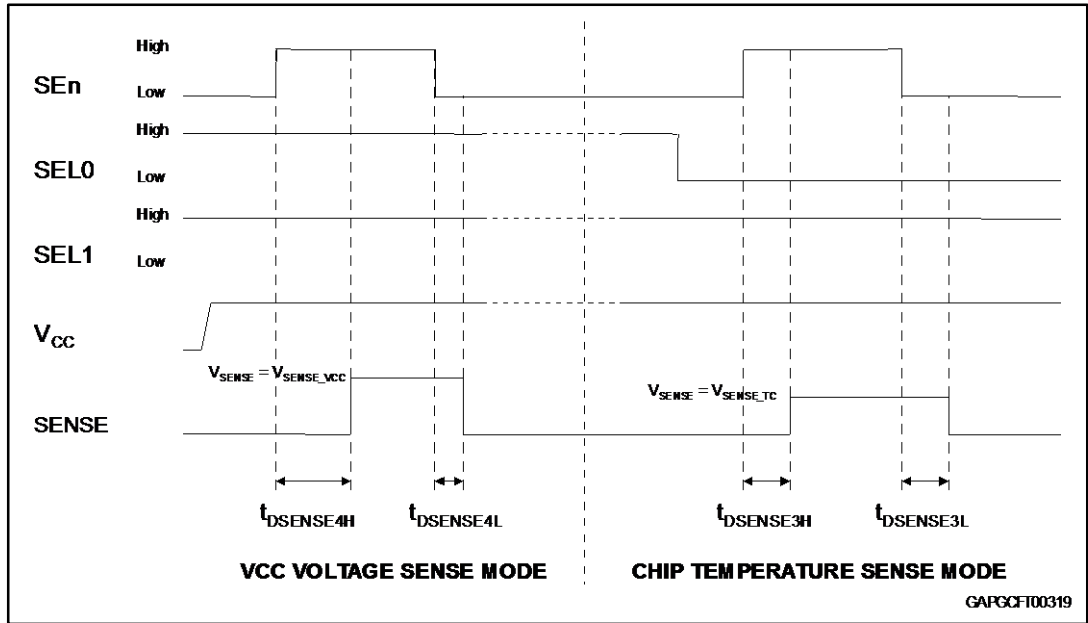 High
SEn
Low
High
SEL0
Low
High
SEL1
Low
VCC
VSENSE = VSENSE_VCC
VSENSE = VSENSE_TC
SENSE
tDSENSE4H
tDSENSE4L
tDSENSE3H
tDSENSE3L
VCC VOLTAGE SENSE MODE
CHIP TEMPERATURE SENSE MODE
GAPGCFT00319